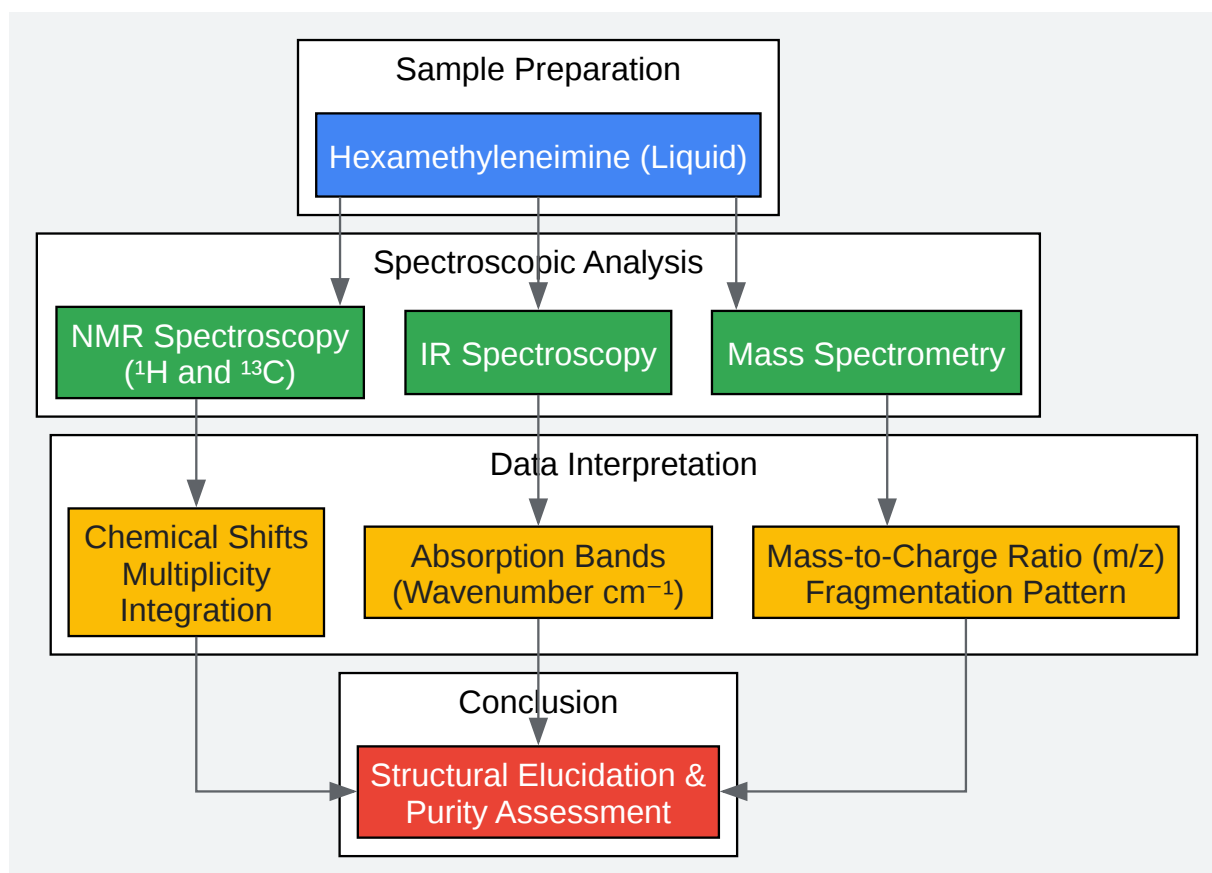 Sample Preparation
Hexamethyleneimine (Liquid)
Spectroscopic Analysis
NMR Spectroscopy
(¹H and ¹³C)
IR Spectroscopy
Mass Spectrometry
Data Interpretation
Chemical Shifts
Multiplicity
Integration
Absorption Bands
(Wavenumber cm⁻¹)
Mass-to-Charge Ratio (m/z)
Fragmentation Pattern
Conclusion
Structural Elucidation &
Purity Assessment